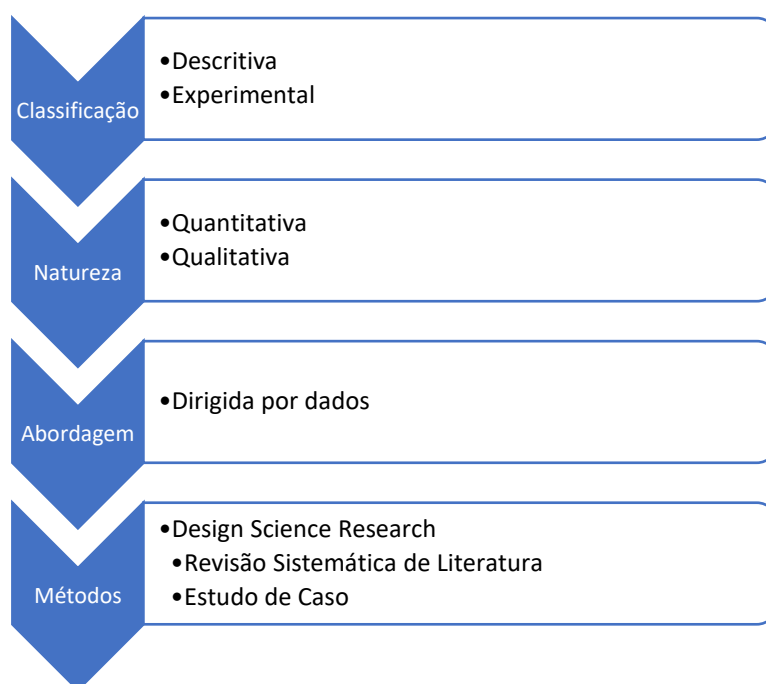 Classificação
•Descritiva
•Experimental
Natureza
•Quantitativa
•Qualitativa
Abordagem
•Dirigida por dados
Métodos
•Design Science Research
•Revisão Sistemática de Literatura
•Estudo de Caso